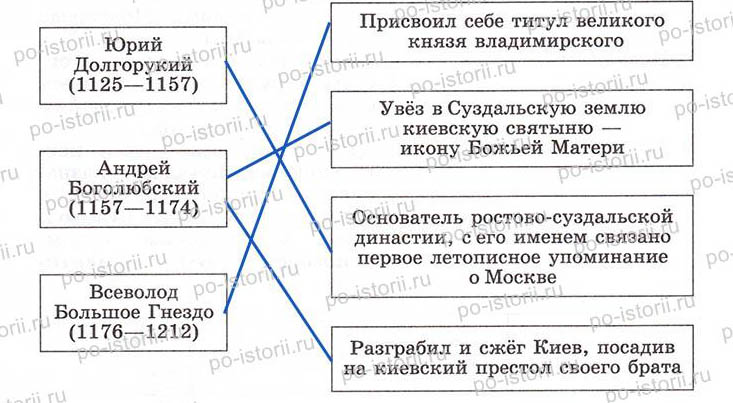 Юрий
Долгорукий
(1125—1157)
Андрей
Боголюбский
(1157—1174)
Всеволод
Большое Гнездо
(1176—1212)
Присвоил себе титул великого
князя владимирского
Увёз в Суздальскую землю
киевскую святыню —
икону Божьей Матери
Основатель ростово-суздальской
династии, с его именем связано
первое летописное упоминание
о Москве
Разграбил и сжёг Киев, посадив
на киевский престол своего брата
po-istorii.ru